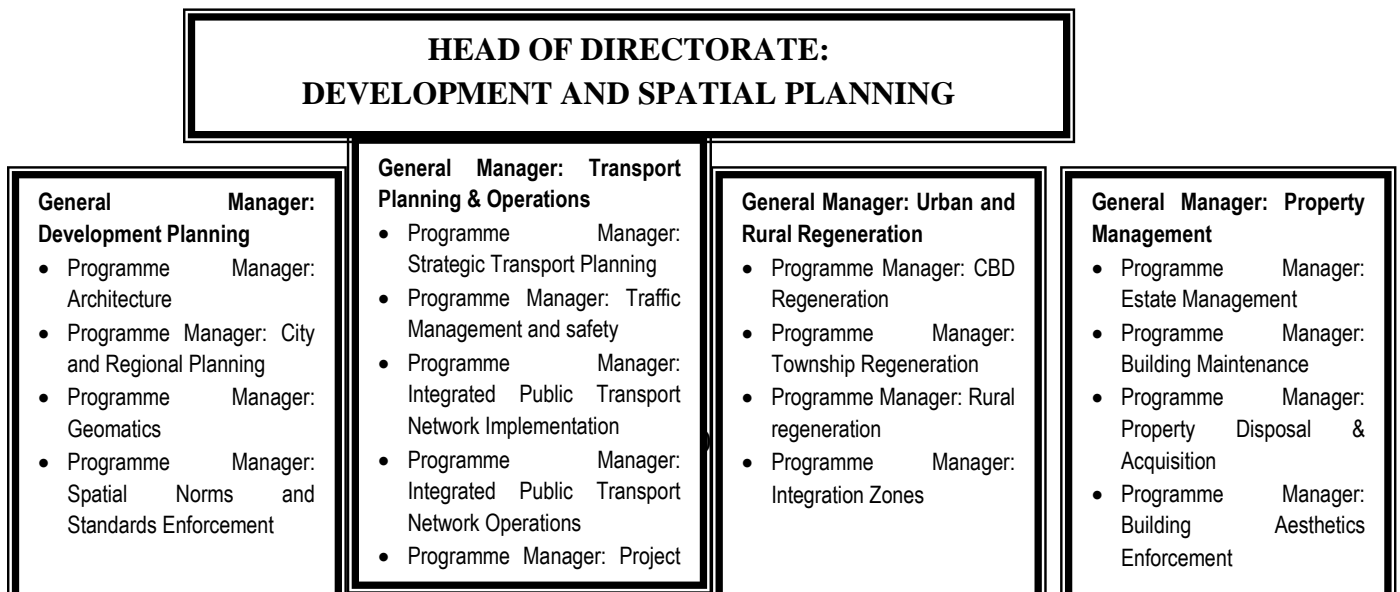 HEAD OF DIRECTORATE:
DEVELOPMENT AND SPATIAL PLANNING
General Manager:
Development Planning
• Programme Manager:
Architecture
• Programme Manager: City
and Regional Planning
• Programme Manager:
Geomatics
• Programme Manager:
Spatial Norms and
Standards Enforcement
General Manager: Transport
Planning & Operations
• Programme Manager:
Strategic Transport Planning
• Programme Manager: Traffic
Management and safety
• Programme Manager:
Integrated Public Transport
Network Implementation
• Programme Manager:
Integrated Public Transport
Network Operations
• Programme Manager: Project
General Manager: Urban and
Rural Regeneration
• Programme Manager: CBD
Regeneration
• Programme Manager:
Township Regeneration
• Programme Manager: Rural
regeneration
• Programme Manager:
Integration Zones
General Manager: Property
Management
• Programme Manager:
Estate Management
• Programme Manager:
Building Maintenance
• Programme Manager:
Property Disposal &
Acquisition
• Programme Manager:
Building Aesthetics
Enforcement